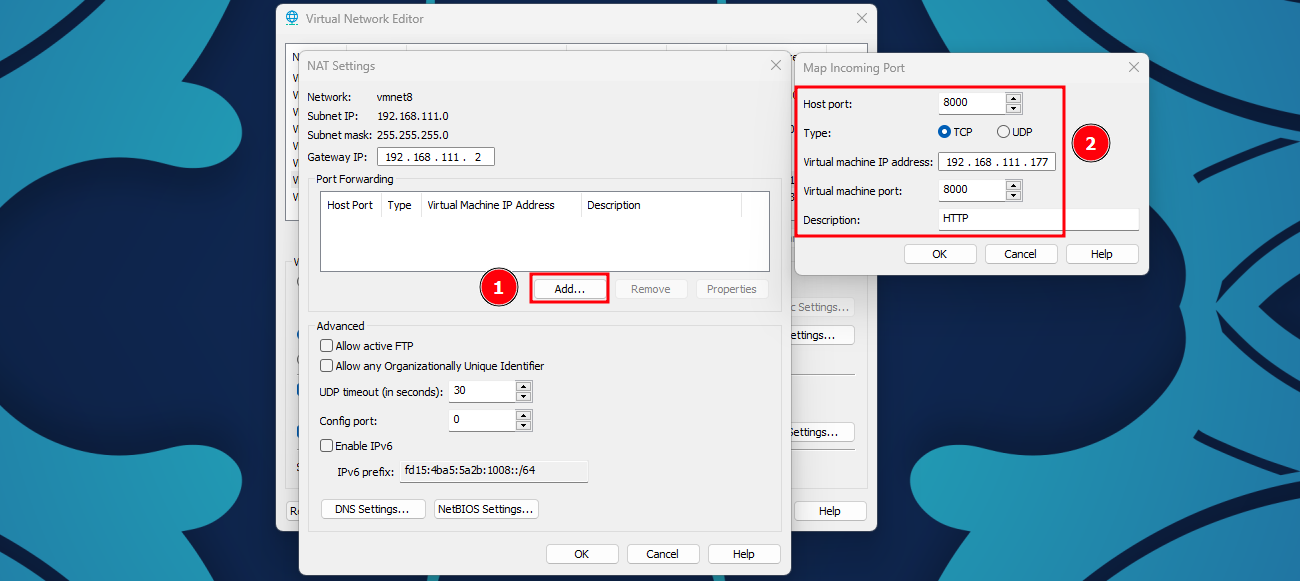 Virtual Network Editor
NAT Settings
Network: vmnet8
Subnet IP: 192.168.111.0
Subnet mask: 255.255.255.0
Gateway IP: 192 . 168 . 111 . 2
Port Forwarding
Host Port Type Virtual Machine IP Address Description
1
Add... Remove Properties
Advanced
Allow active FTP
Allow any Organizationally Unique Identifier
UDP timeout (in seconds): 30
Config port: 0
Enable IPv6
IPv6 prefix: fd15:4ba5:5a2b:1008::/64
DNS Settings... NetBIOS Settings...
OK Cancel Help
Map Incoming Port
Host port: 8000
Type: TCP UDP
2
Virtual machine IP address: 192 . 168 . 111 . 177
Virtual machine port: 8000
Description: HTTP
OK Cancel Help
Settings...
Help